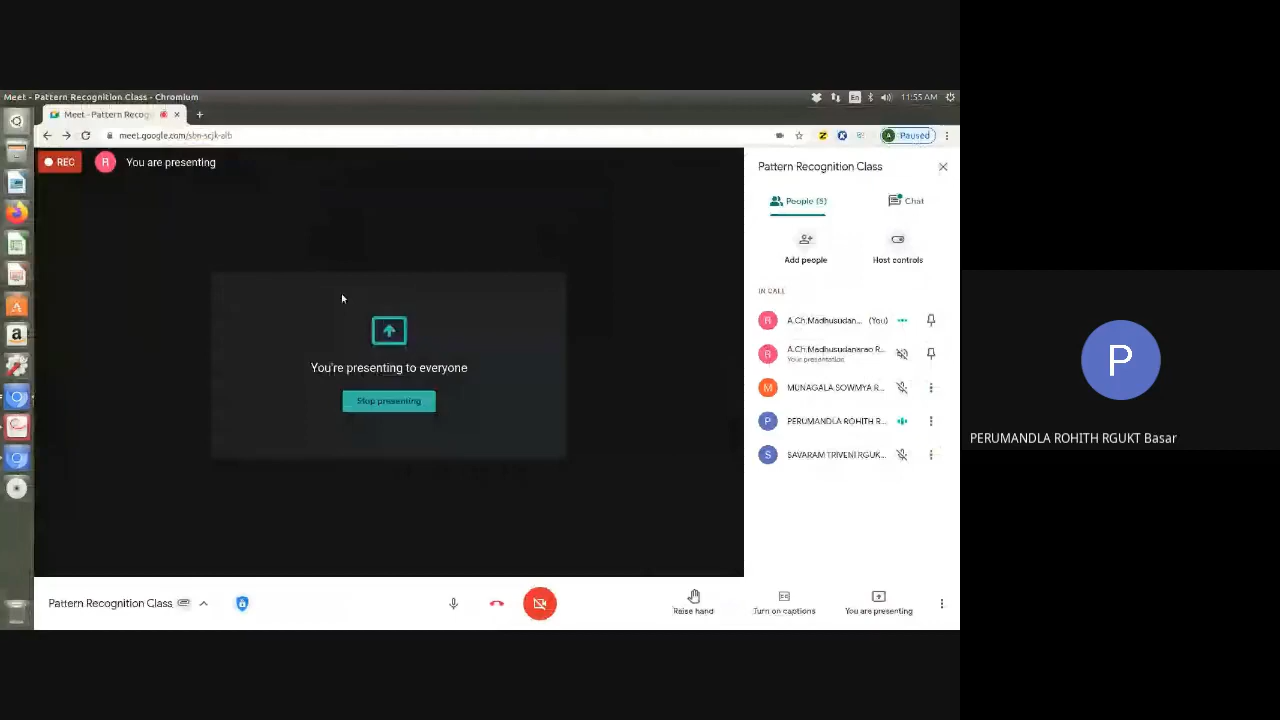 Meet - Pattern Recognition Class - Chromium
En
11:55 AM
Meet - Pattern Recog
meet.google.com/sbn-scjk-alb
A
Paused
REC
R
You are presenting
Pattern Recognition Class
People (5)
Chat
Add people
Host controls
IN CALL
R
A.Ch.Madhusudan... (You)
R
A.Ch.Madhusudanarao R...
Your presentation
M
MUNAGALA SOWMYA R...
P
PERUMANDLA ROHITH R...
S
SAVARAM TRIVENI RGUK...
You're presenting to everyone
Stop presenting
Pattern Recognition Class
Raise hand
Turn on captions
You are presenting
P
PERUMANDLA ROHITH RGUKT Basar